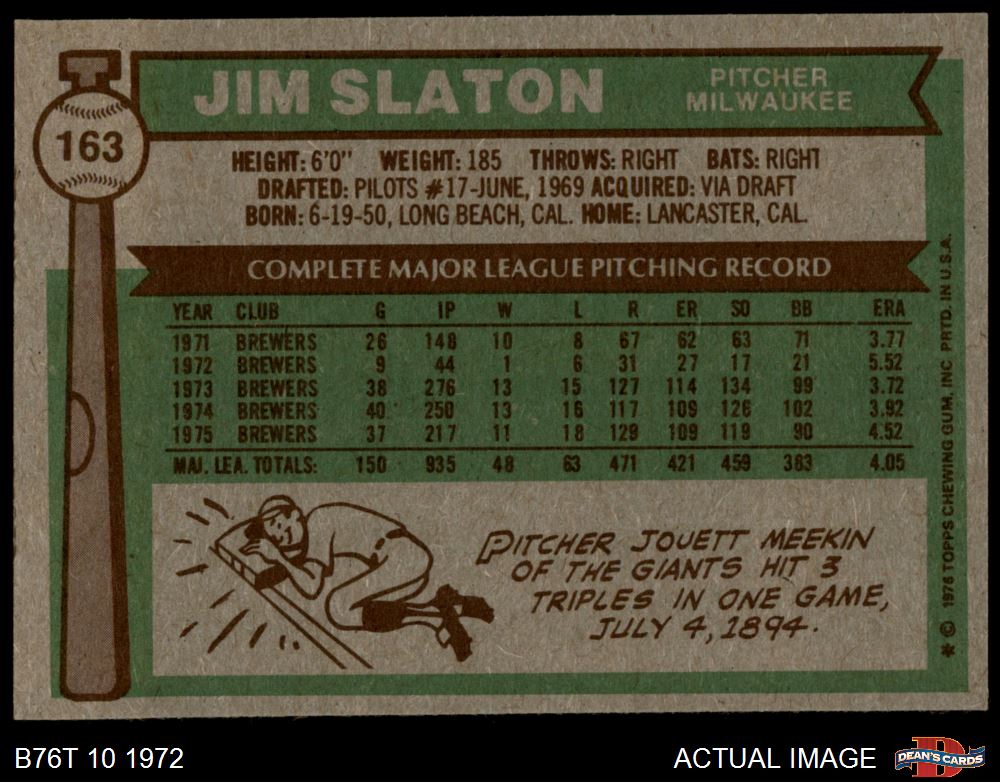 JIM SLATON
PITCHER
MILWAUKEE
163
HEIGHT: 6'0" WEIGHT: 185 THROWS: RIGHT BATS: RIGHT
DRAFTED: PILOTS #17-JUNE, 1969 ACQUIRED: VIA DRAFT
BORN: 6-19-50, LONG BEACH, CAL. HOME: LANCASTER, CAL.
COMPLETE MAJOR LEAGUE PITCHING RECORD
YEAR CLUB G IP W L R ER SO BB ERA
1971 BREWERS 26 148 10 8 67 62 63 71 3.77
1972 BREWERS 9 44 1 6 31 27 17 21 5.52
1973 BREWERS 38 276 13 15 127 114 134 99 3.72
1974 BREWERS 40 250 13 16 117 109 126 102 3.92
1975 BREWERS 37 217 11 18 129 109 119 90 4.52
MAJ. LEA. TOTALS: 150 935 48 63 471 421 459 383 4.05
PITCHER JOUETT MEEKIN
OF THE GIANTS HIT 3
TRIPLES IN ONE GAME,
JULY 4, 1894.
* © 1976 TOPPS CHEWING GUM, INC PRTD. IN U.S.A.
B76T 10 1972
ACTUAL IMAGE
DEAN'S CARDS